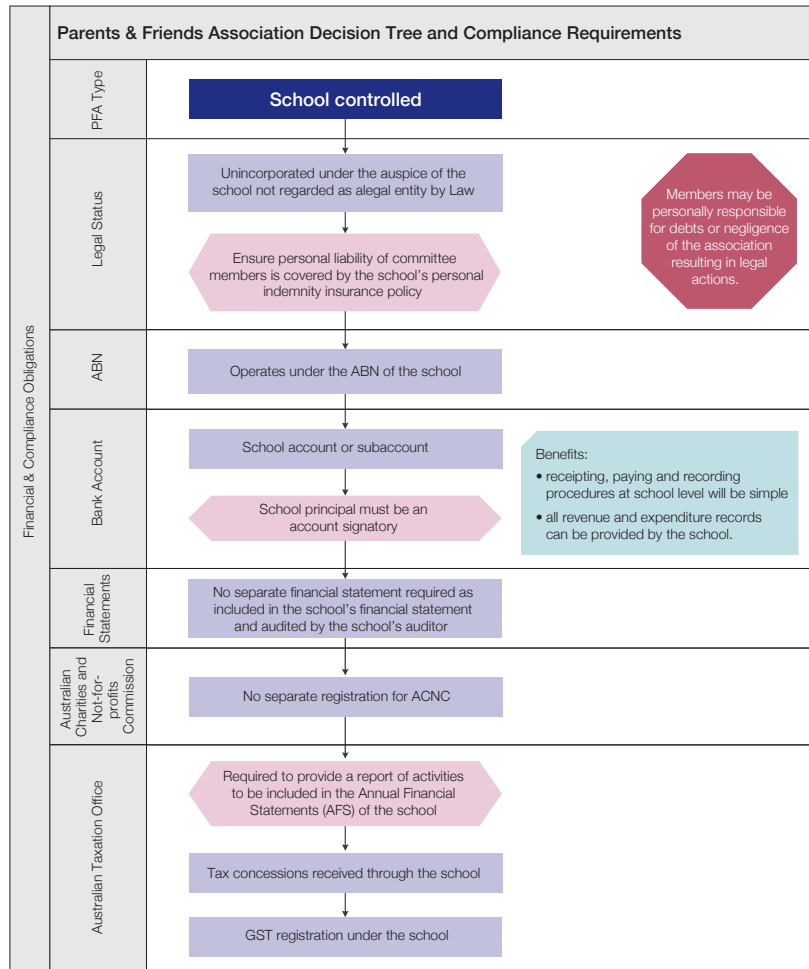 Parents & Friends Association Decision Tree and Compliance Requirements
Financial & Compliance Obligations
PFA Type
School controlled
Legal Status
Unincorporated under the auspice of the
school not regarded as alegal entity by Law
Ensure personal liability of committee
members is covered by the school's personal
indemnity insurance policy
Members may be
personally responsible
for debts or negligence
of the association
resulting in legal
actions.
ABN
Operates under the ABN of the school
Bank Account
School account or subaccount
School principal must be an
account signatory
Benefits:
• receipting, paying and recording
procedures at school level will be simple
• all revenue and expenditure records
can be provided by the school.
Financial
Statements
No separate financial statement required as
included in the school's financial statement
and audited by the school's auditor
Australian
Charities and
Not-for-
profits
Commission
No separate registration for ACNC
Australian Taxation Office
Required to provide a report of activities
to be included in the Annual Financial
Statements (AFS) of the school
Tax concessions received through the school
GST registration under the school